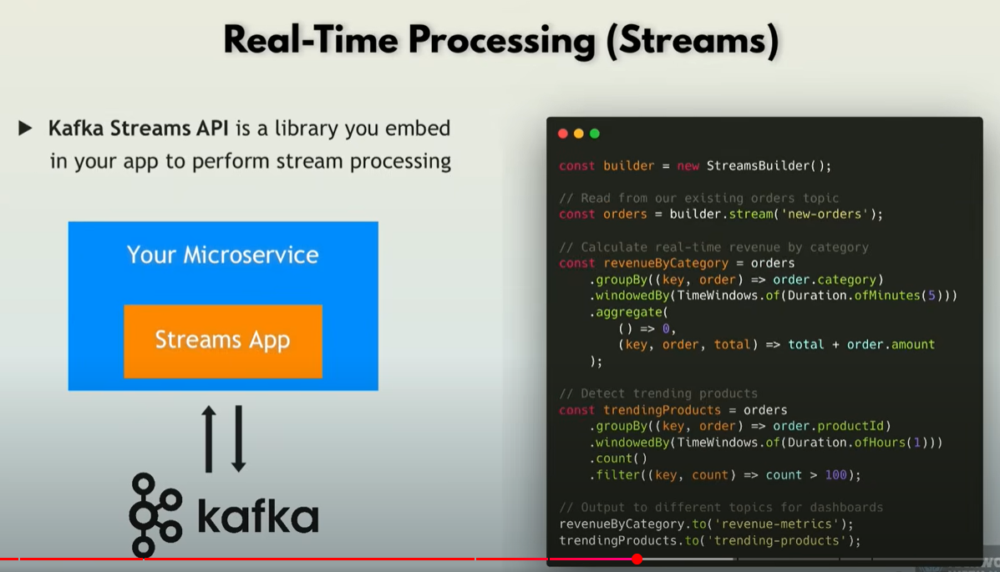 Real-Time Processing (Streams)
▶ Kafka Streams API is a library you embed
in your app to perform stream processing
Your Microservice
Streams App
kafka
const builder = new StreamsBuilder();
// Read from our existing orders topic
const orders = builder.stream('new-orders');
// Calculate real-time revenue by category
const revenueByCategory = orders
.groupBy((key, order) => order.category)
.windowedBy(TimeWindows.of(Duration.ofMinutes(5)))
.aggregate(
() => 0,
(key, order, total) => total + order.amount
);
// Detect trending products
const trendingProducts = orders
.groupBy((key, order) => order.productId)
.windowedBy(TimeWindows.of(Duration.ofHours(1)))
.count()
.filter((key, count) => count > 100);
// Output to different topics for dashboards
revenueByCategory.to('revenue-metrics');
trendingProducts.to('trending-products');